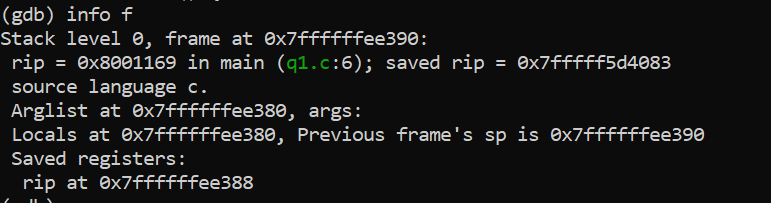 (gdb) info f
Stack level 0, frame at 0x7ffffffee390:
 rip = 0x8001169 in main (q1.c:6); saved rip = 0x7fffff5d4083
 source language c.
 Arglist at 0x7ffffffee380, args:
 Locals at 0x7ffffffee380, Previous frame's sp is 0x7ffffffee390
 Saved registers:
  rip at 0x7ffffffee388